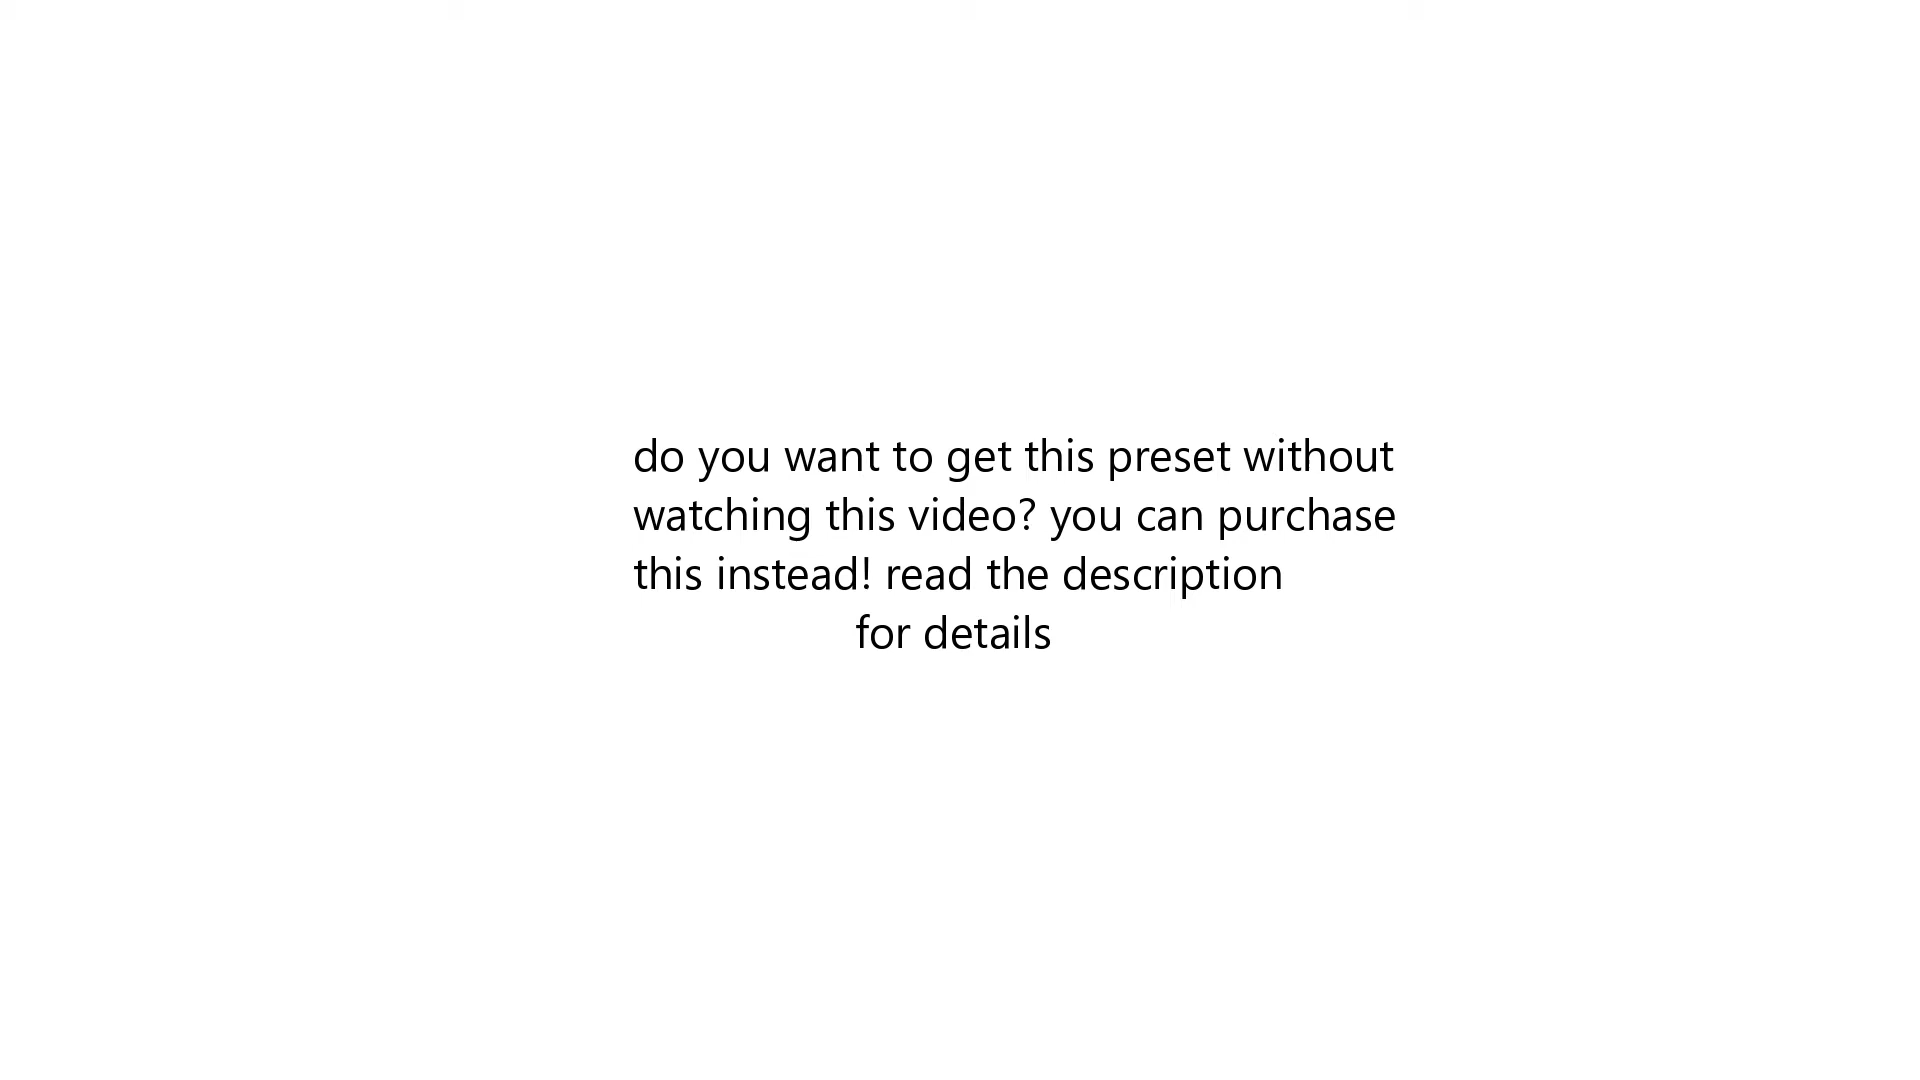 do you want to get this preset without
watching this video? you can purchase
this instead! read the description
for details